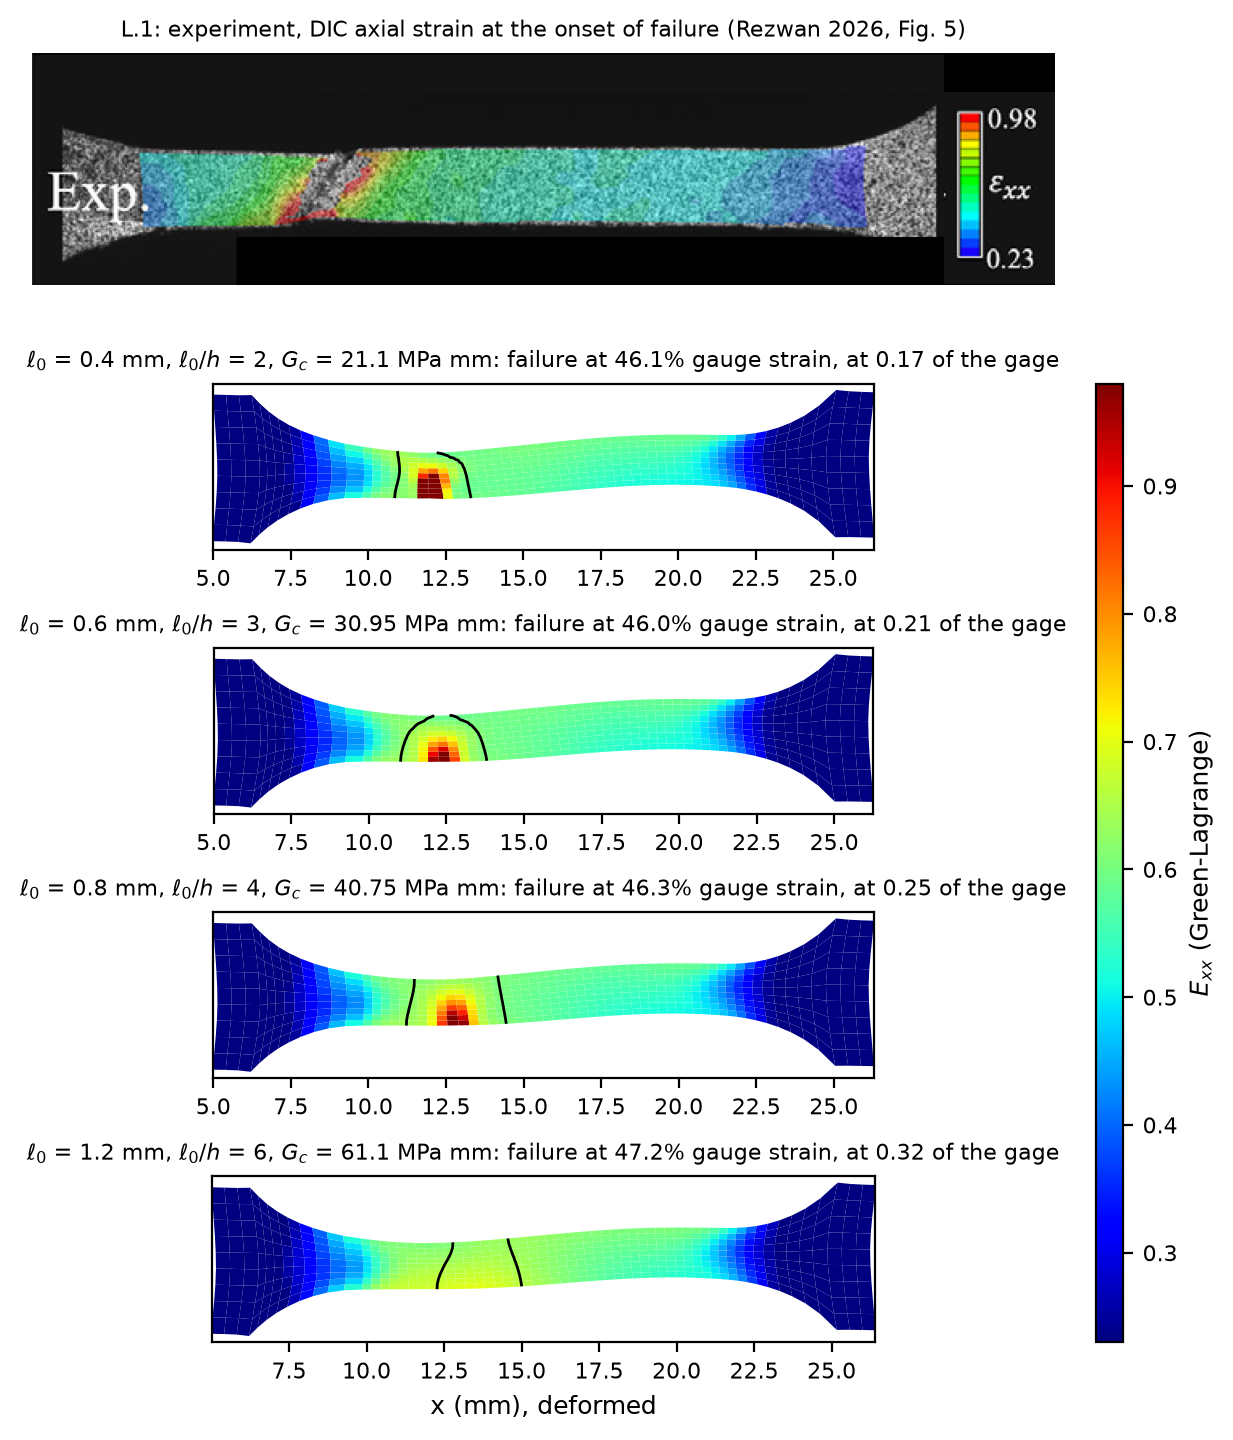 L.1: experiment, DIC axial strain at the onset of failure (Rezwan 2026, Fig. 5)
Exp.
0.98
εxx
0.23
ℓ0 = 0.4 mm, ℓ0/h = 2, Gc = 21.1 MPa mm: failure at 46.1% gauge strain, at 0.17 of the gage
5.0 7.5 10.0 12.5 15.0 17.5 20.0 22.5 25.0
ℓ0 = 0.6 mm, ℓ0/h = 3, Gc = 30.95 MPa mm: failure at 46.0% gauge strain, at 0.21 of the gage
5.0 7.5 10.0 12.5 15.0 17.5 20.0 22.5 25.0
ℓ0 = 0.8 mm, ℓ0/h = 4, Gc = 40.75 MPa mm: failure at 46.3% gauge strain, at 0.25 of the gage
5.0 7.5 10.0 12.5 15.0 17.5 20.0 22.5 25.0
ℓ0 = 1.2 mm, ℓ0/h = 6, Gc = 61.1 MPa mm: failure at 47.2% gauge strain, at 0.32 of the gage
7.5 10.0 12.5 15.0 17.5 20.0 22.5 25.0
x (mm), deformed
0.9
0.8
0.7
0.6
0.5
0.4
0.3
Exx (Green-Lagrange)